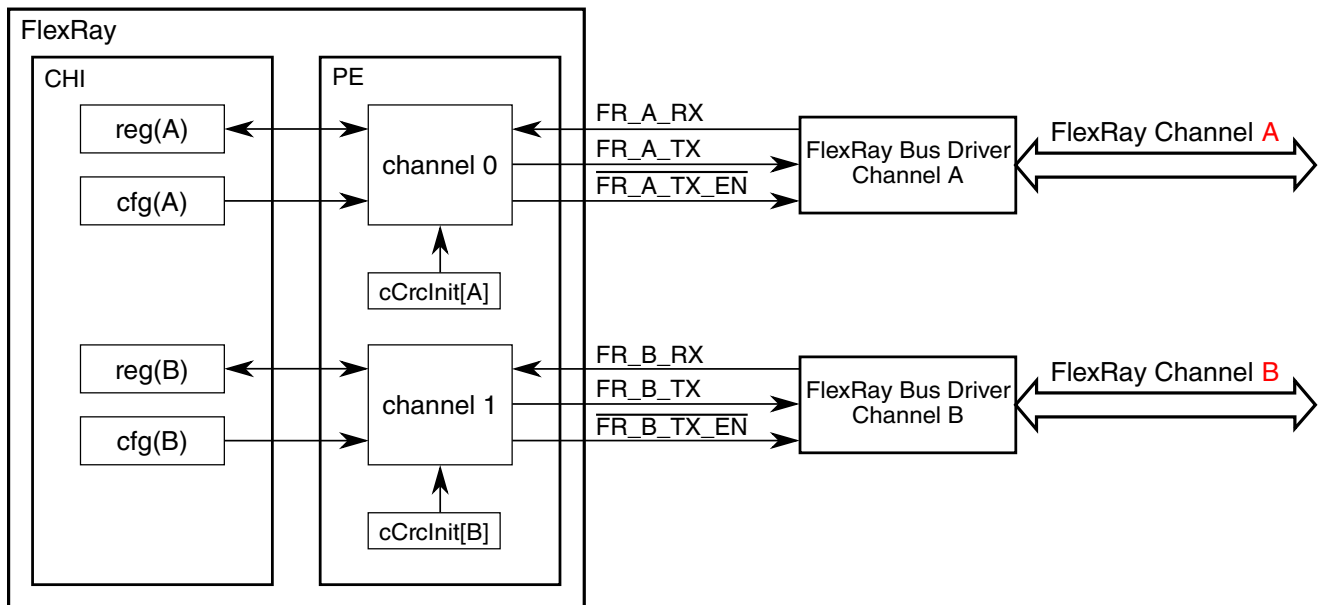 FlexRay
CHI
PE
reg(A)
cfg(A)
channel 0
cCrcInit[A]
FR_A_RX
FR_A_TX
FR_A_TX_EN
FlexRay Bus Driver
Channel A
FlexRay Channel A
reg(B)
cfg(B)
channel 1
cCrcInit[B]
FR_B_RX
FR_B_TX
FR_B_TX_EN
FlexRay Bus Driver
Channel B
FlexRay Channel B